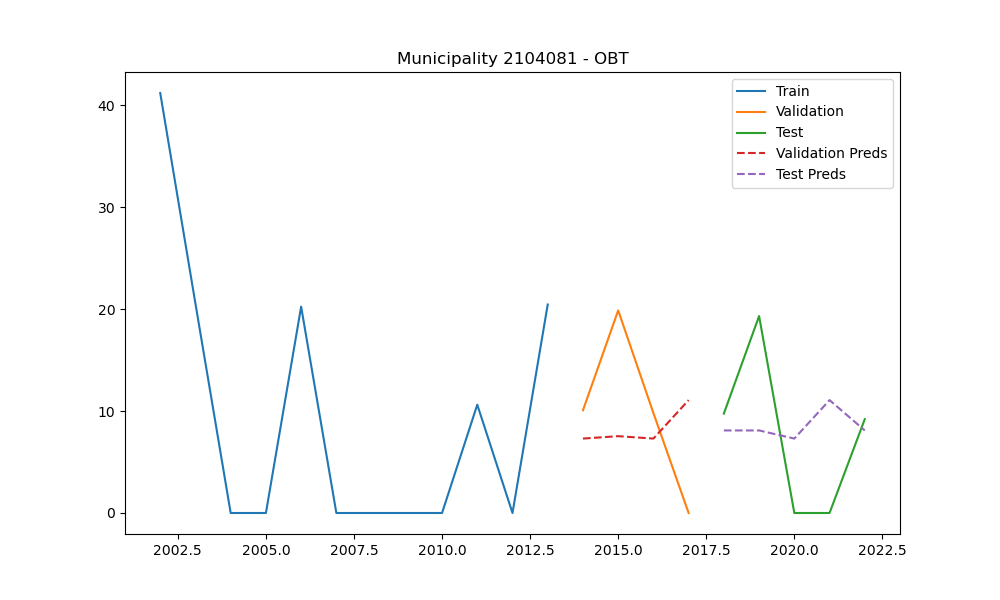 Municipality 2104081 - OBT
Train
Validation
Test
Validation Preds
Test Preds
40
30
20
10
0
2002.5 2005.0 2007.5 2010.0 2012.5 2015.0 2017.5 2020.0 2022.5